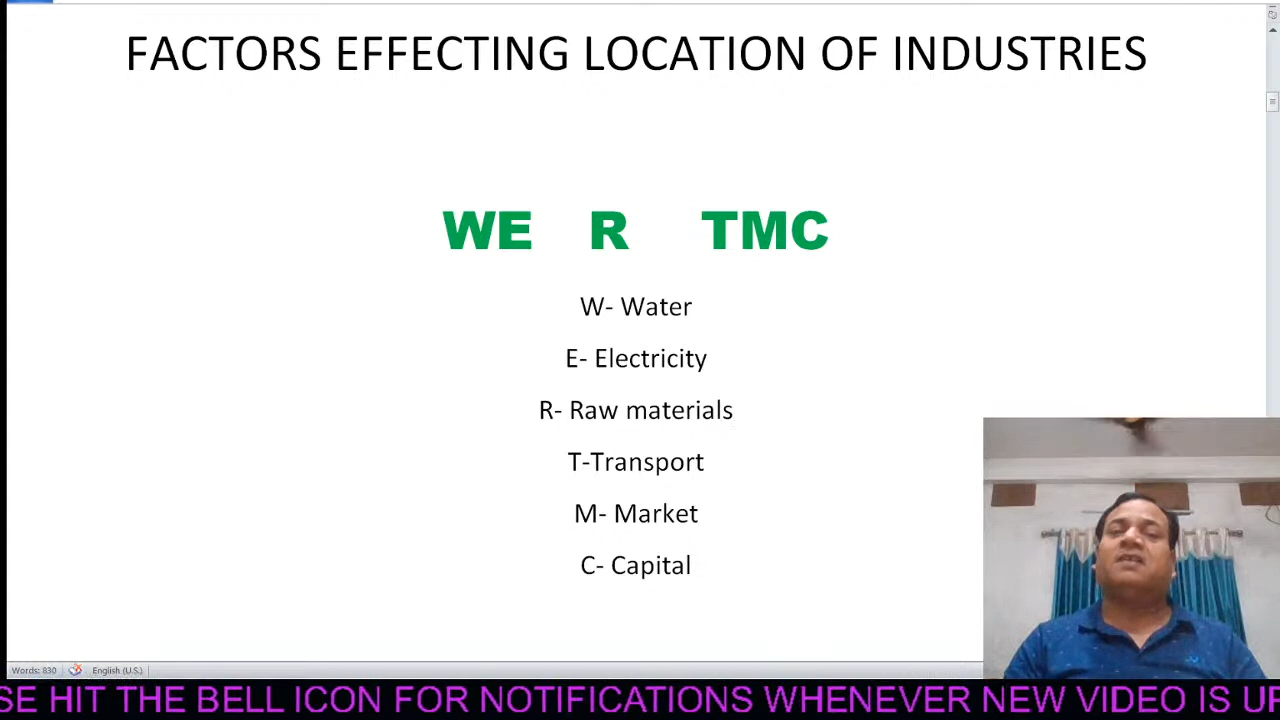 FACTORS EFFECTING LOCATION OF INDUSTRIES
WE R TMC
W- Water
E- Electricity
R- Raw materials
T-Transport
M- Market
C- Capital
Words: 830 English (U.S.)
SE HIT THE BELL ICON FOR NOTIFICATIONS WHENEVER NEW VIDEO IS UP